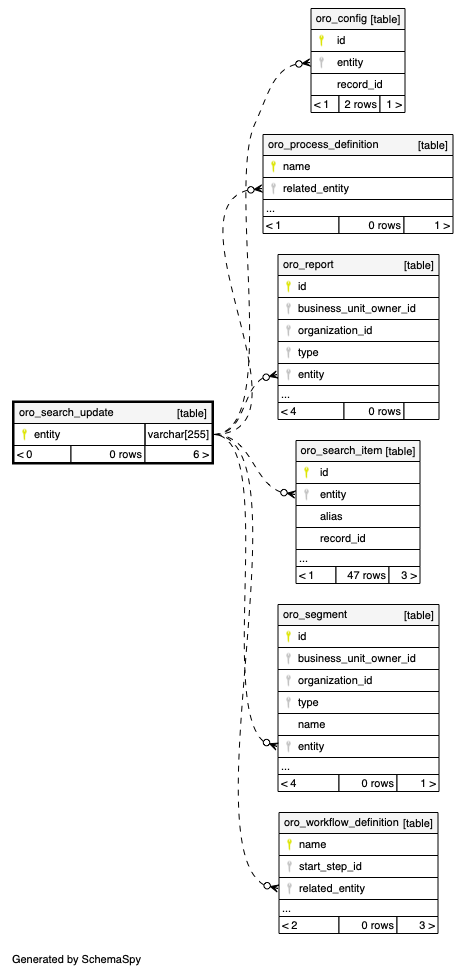 oro_config [table]
id
entity
record_id
< 1 2 rows 1 >
oro_process_definition [table]
name
related_entity
...
< 1 0 rows 1 >
oro_report [table]
id
business_unit_owner_id
organization_id
type
entity
...
< 4 0 rows
oro_search_update [table]
entity varchar[255]
< 0 0 rows 6 >
oro_search_item [table]
id
entity
alias
record_id
...
< 1 47 rows 3 >
oro_segment [table]
id
business_unit_owner_id
organization_id
type
name
entity
...
< 4 0 rows 1 >
oro_workflow_definition [table]
name
start_step_id
related_entity
...
< 2 0 rows 3 >
Generated by SchemaSpy